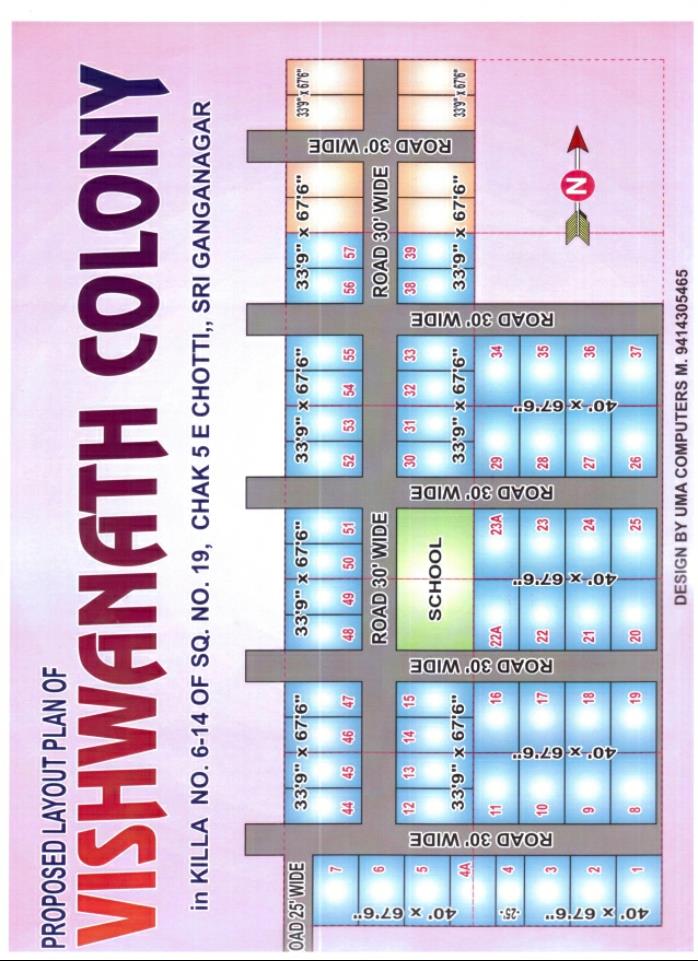 PROPOSED LAYOUT PLAN OF
VISHWANATH COLONY
in KILLA NO. 6-14 OF SQ. NO. 19, CHAK 5 E CHOTTI,, SRI GANGANAGAR
OAD 25' WIDE
33'9" x 67'6"
33'9" x 67'6"
33'9" x 67'6"
33'9" x 67'6"
33'9" x 67'6"
44 45 46 47
48 49 50 51
52 53 54 55
56 57
ROAD 30' WIDE
ROAD 30' WIDE
ROAD 30' WIDE
7
6
5
4A
4
3
2
1
40' x 67'6"
-25'-
40' x 67'6"
ROAD 30' WIDE
12 13 14 15
33'9" x 67'6"
11 16
10 17
9 18
8 19
40' x 67'6"
ROAD 30' WIDE
SCHOOL
22A 23A
22 23
21 24
20 25
40' x 67'6"
ROAD 30' WIDE
30 31 32 33
33'9" x 67'6"
29 34
28 35
27 36
26 37
40' x 67'6"
ROAD 30' WIDE
38 39
33'9" x 67'6"
33'9" x 67'6"
N
DESIGN BY UMA COMPUTERS M. 9414305465